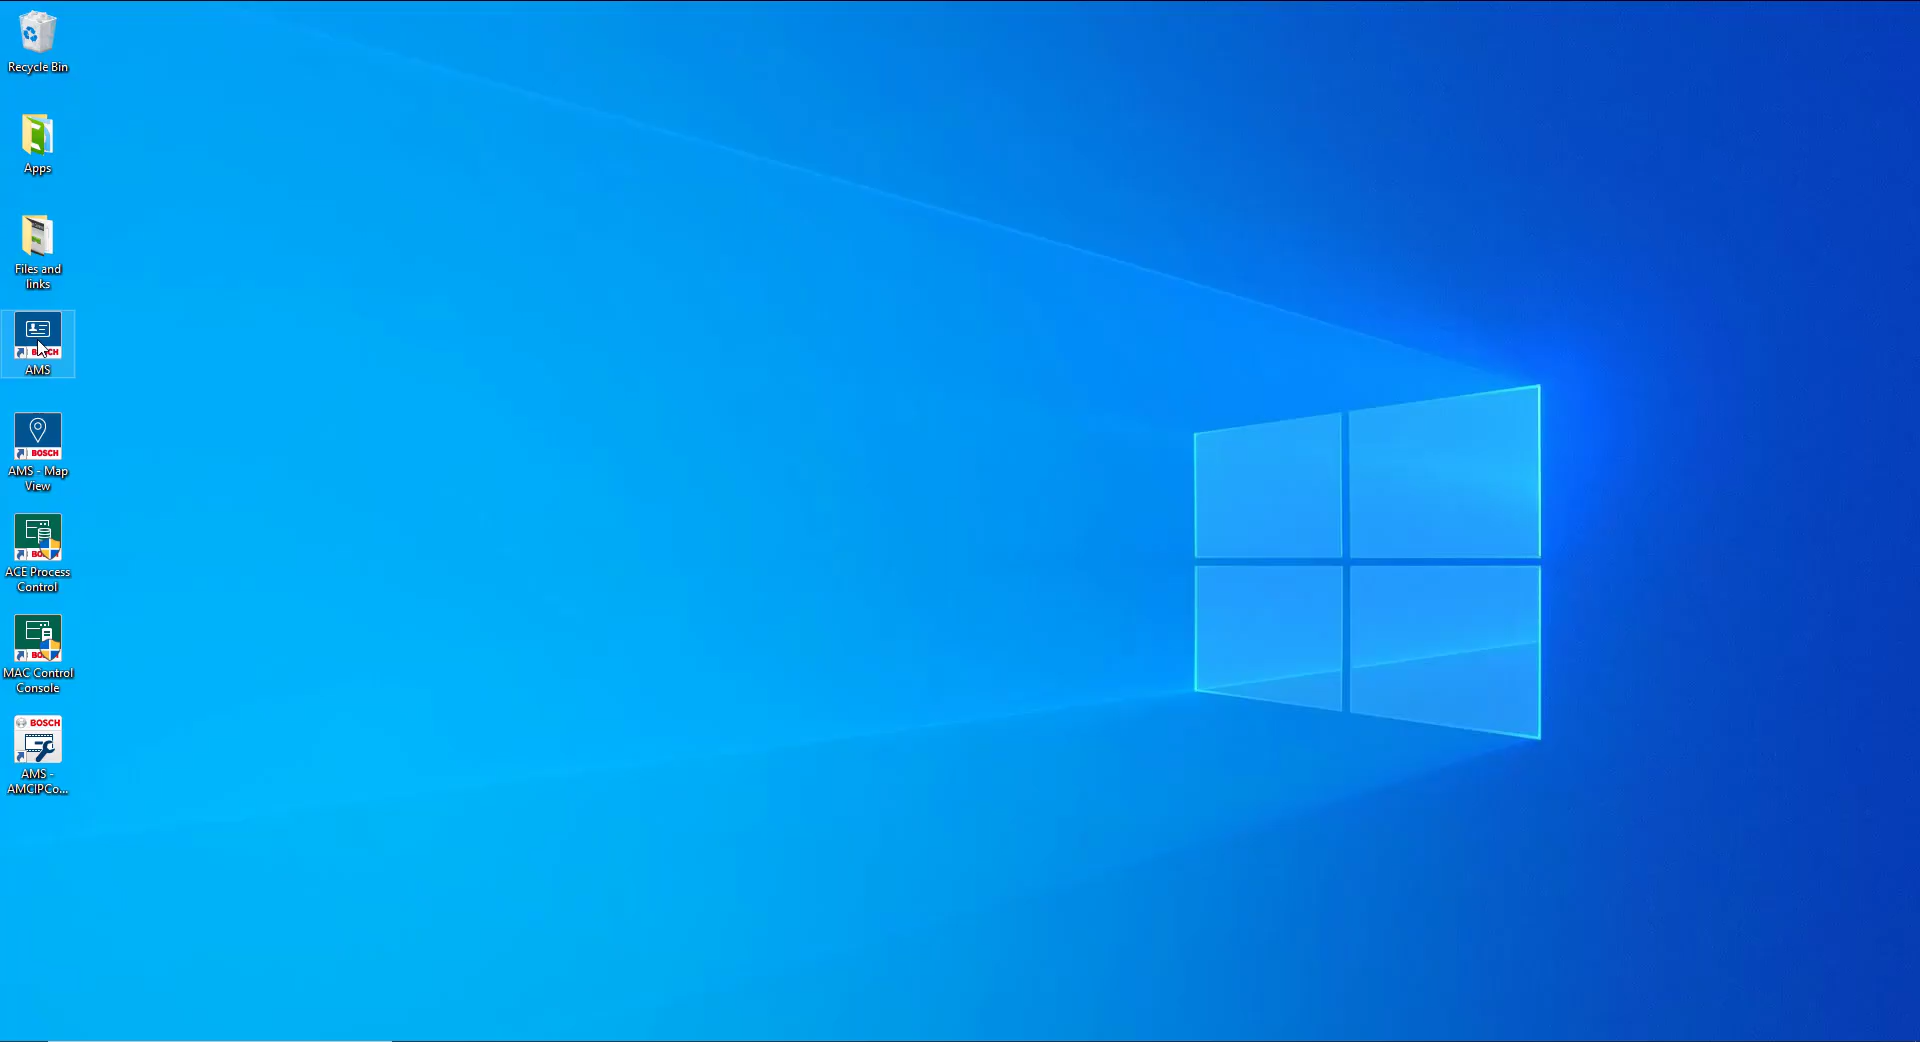 Recycle Bin
Apps
Files and
links
BOSCH
AMS
BOSCH
AMS - Map
View
ACE Process
Control
MAC Control
Console
BOSCH
AMS -
AMCIPCo...